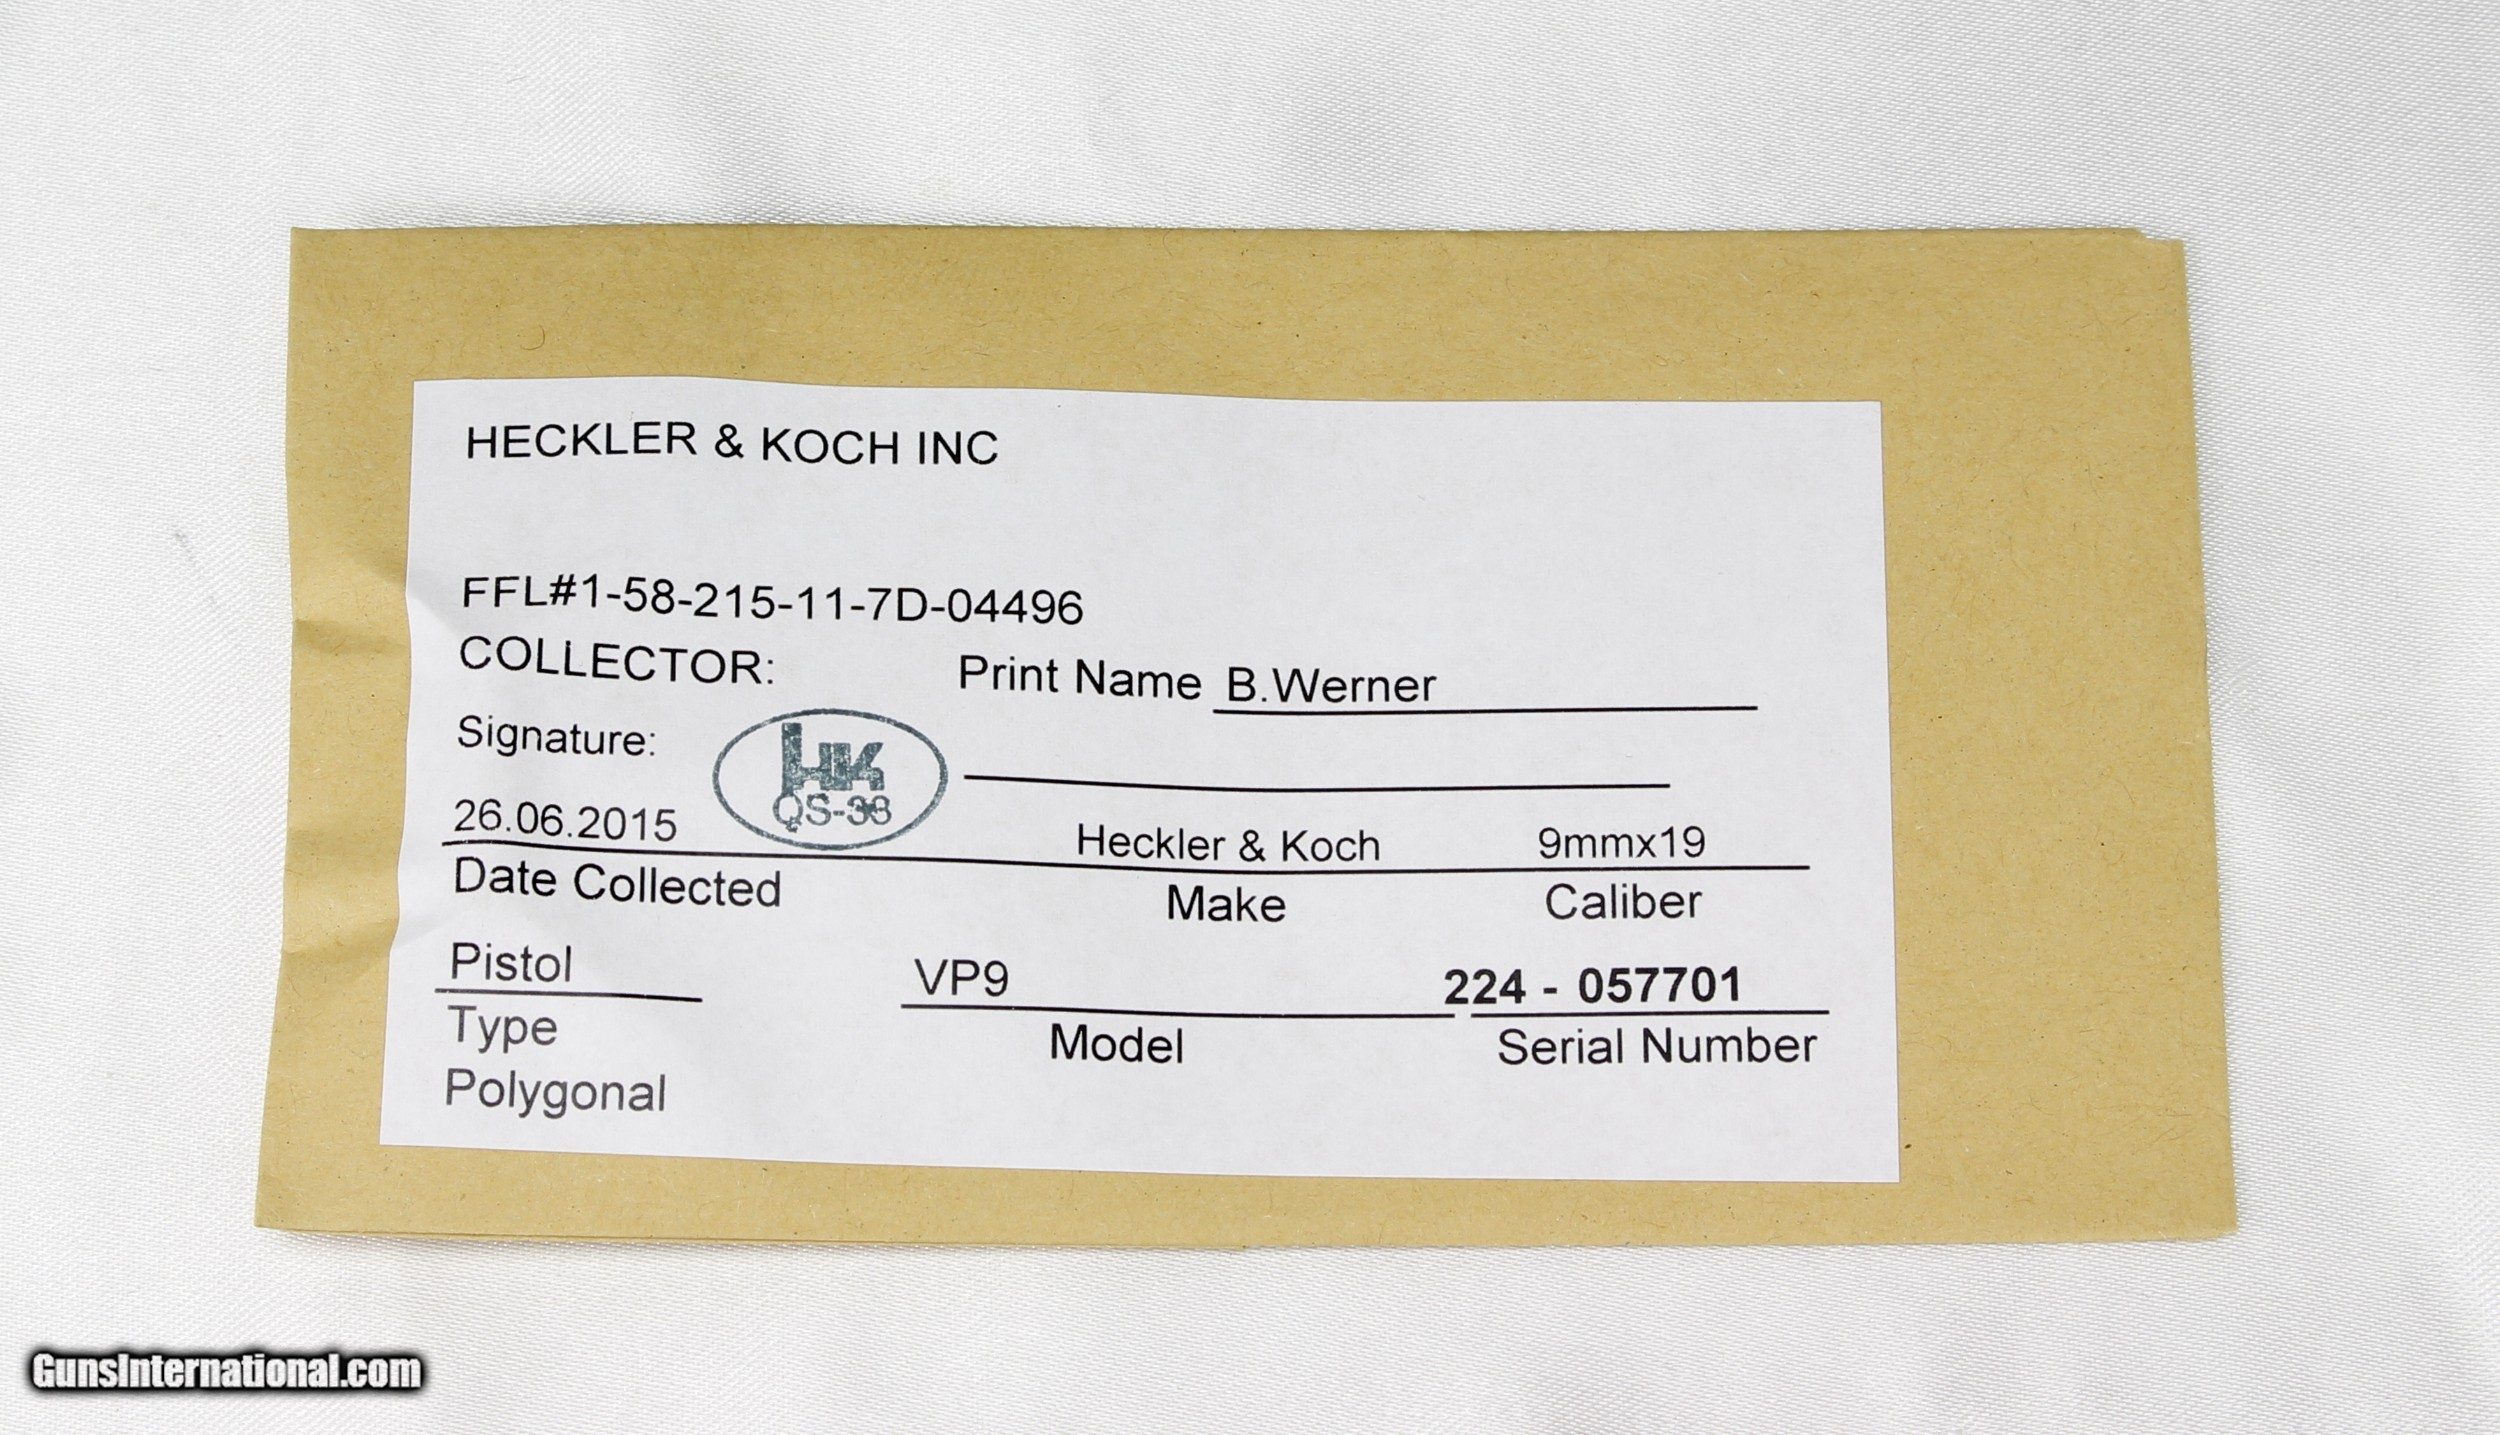 HECKLER & KOCH INC
FFL#1-58-215-11-7D-04496
COLLECTOR: Print Name B.Werner
Signature: HK
QS-38
26.06.2015 Heckler & Koch 9mmx19
Date Collected Make Caliber
Pistol VP9 224 - 057701
Type Model Serial Number
Polygonal
GunsInternational.com